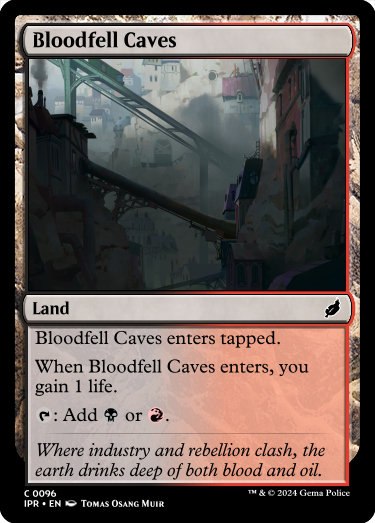 Bloodfell Caves
Land
Bloodfell Caves enters tapped.
When Bloodfell Caves enters, you
gain 1 life.
: Add or .
Where industry and rebellion clash, the
earth drinks deep of both blood and oil.
C 0096
IPR • EN Tomas Osang Muir
™ & © 2024 Gema Police